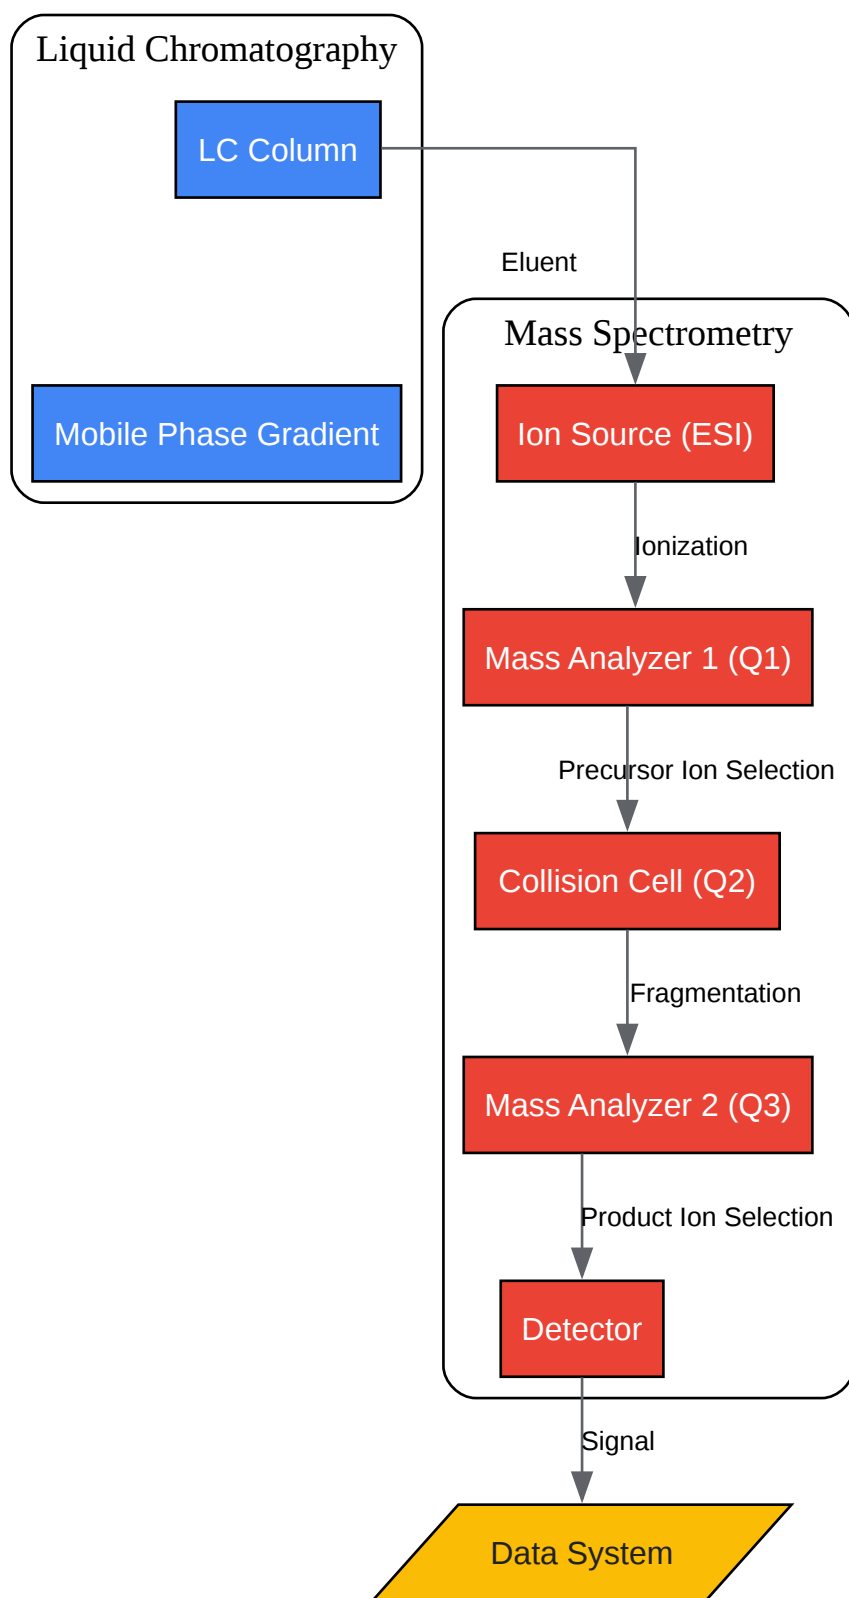 Liquid Chromatography
LC Column
Eluent
Mass Spectrometry
Mobile Phase Gradient
Ion Source (ESI)
Ionization
Mass Analyzer 1 (Q1)
Precursor Ion Selection
Collision Cell (Q2)
Fragmentation
Mass Analyzer 2 (Q3)
Product Ion Selection
Detector
Signal
Data System